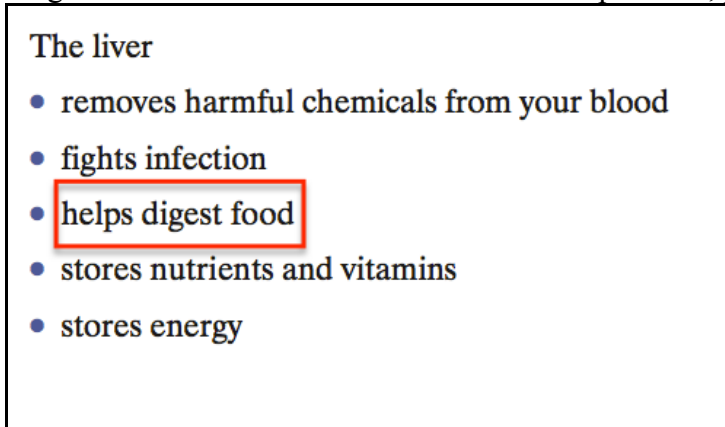 The liver
• removes harmful chemicals from your blood
• fights infection
• helps digest food
• stores nutrients and vitamins
• stores energy